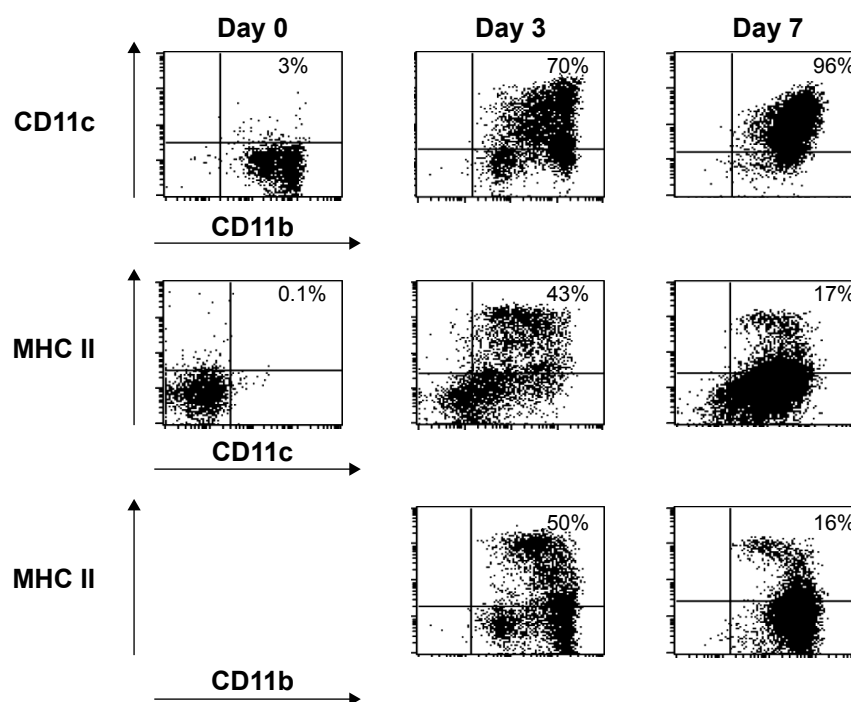 Day 0 Day 3 Day 7
CD11c 3% 70% 96%
CD11b
MHC II 0.1% 43% 17%
CD11c
MHC II 50% 16%
CD11b